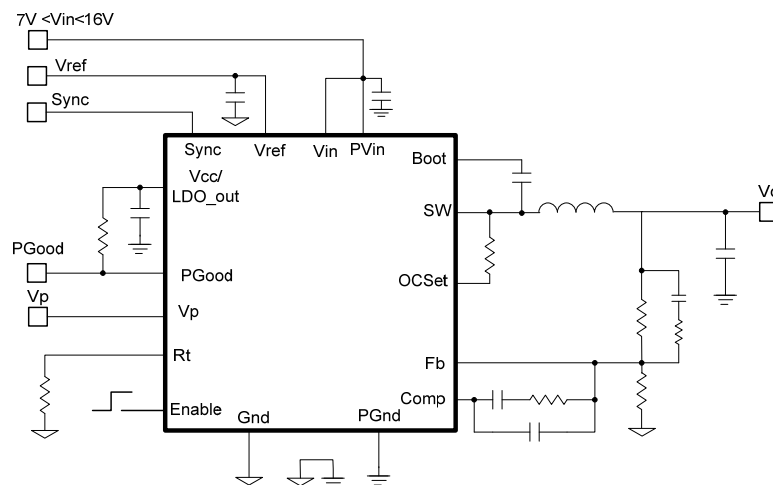 7V <Vin<16V
Vref
Sync
Sync
Vref
Vin
PVin
Boot
Vcc/
LDO_out
SW
PGood
PGood
OCSet
Vp
Vp
Rt
Fb
Comp
Enable
Gnd
PGnd